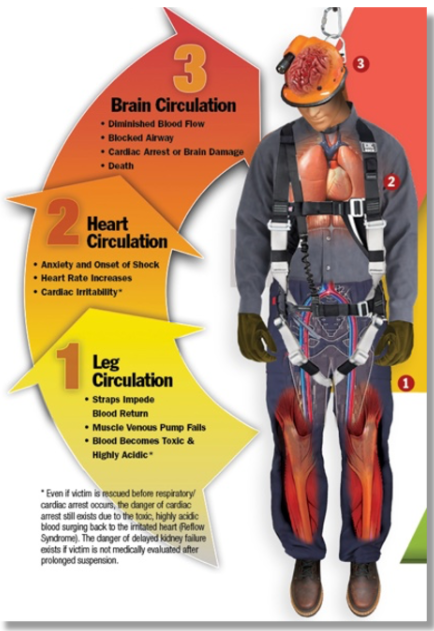 3
Brain Circulation
• Diminished Blood Flow
• Blocked Airway
• Cardiac Arrest or Brain Damage
• Death
2
Heart
Circulation
• Anxiety and Onset of Shock
• Heart Rate Increases
• Cardiac Irritability*
1
Leg
Circulation
• Straps Impede
Blood Return
• Muscle Venous Pump Fails
• Blood Becomes Toxic &
Highly Acidic*
* Even if victim is rescued before respiratory/
cardiac arrest occurs, the danger of cardiac
arrest still exists due to the toxic, highly acidic
blood surging back to the irritated heart (Reflow
Syndrome). The danger of delayed kidney failure
exists if victim is not medically evaluated after
prolonged suspension.
3
2
1